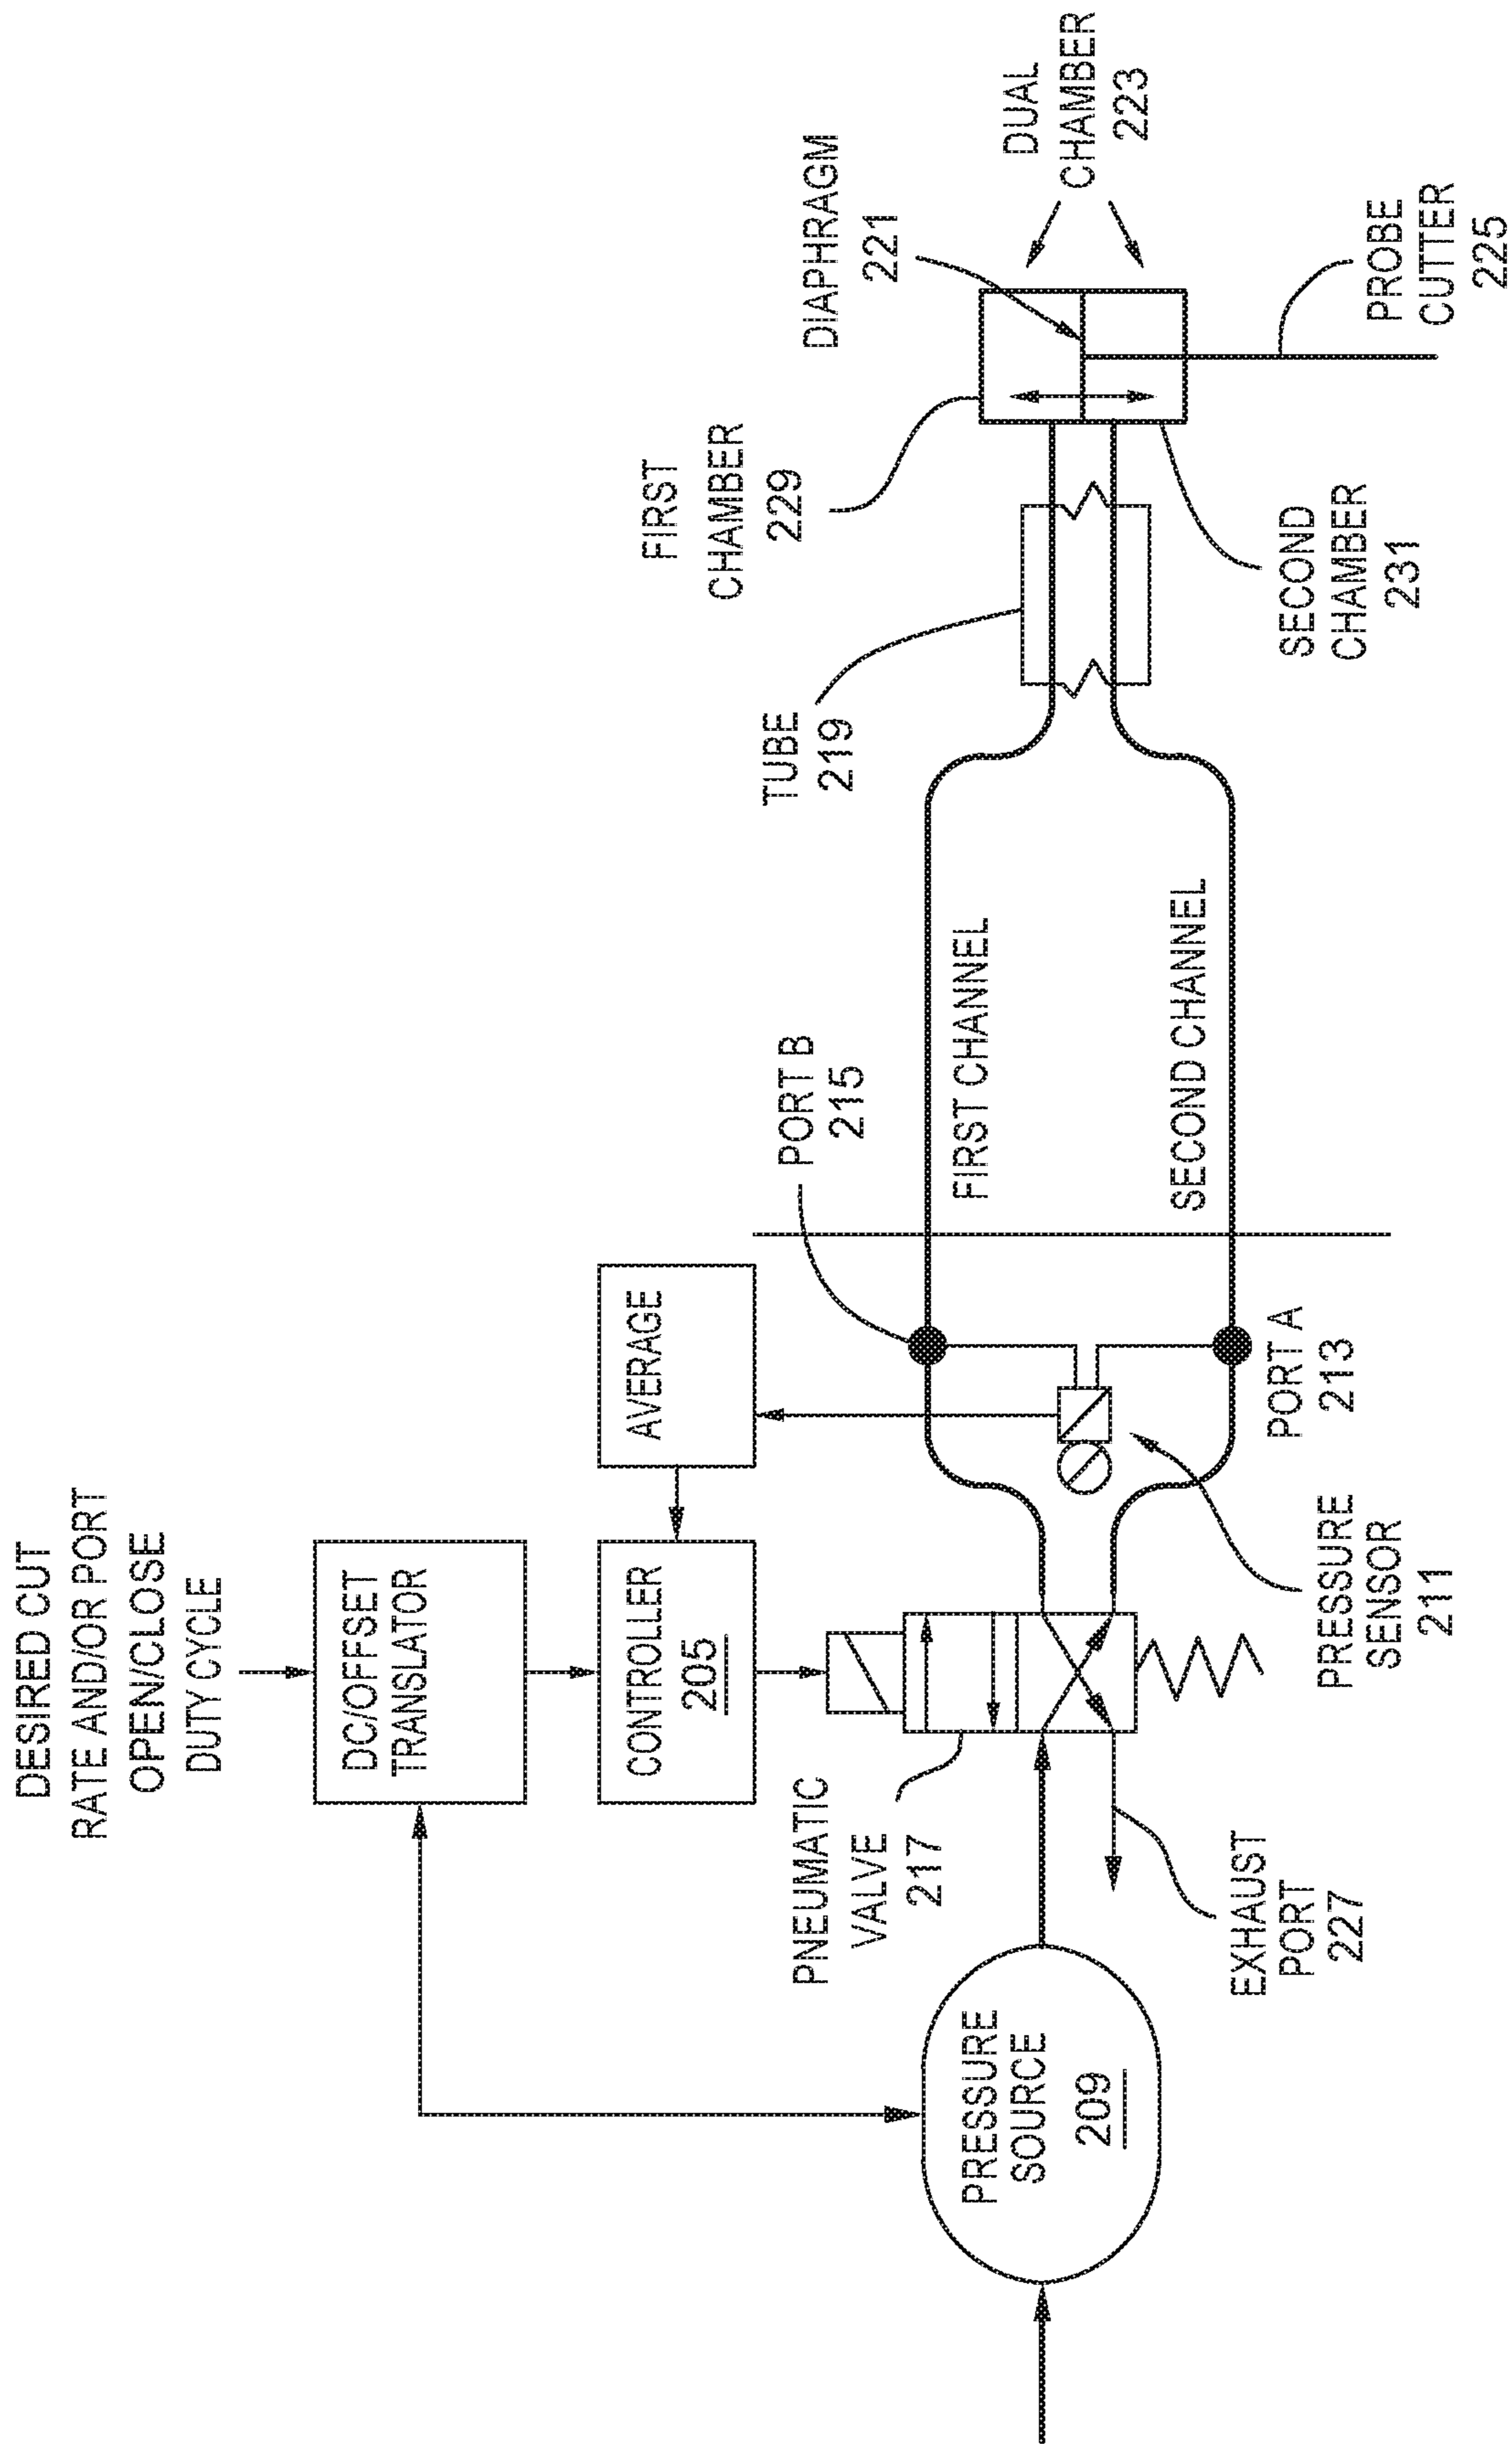 DESIRED CUT
RATE AND/OR PORT
OPEN/CLOSE
DUTY CYCLE
DC/OFFSET
TRANSLATOR
CONTROLLER
205
AVERAGE
PORT B
215
TUBE
219
FIRST
CHAMBER
229
DIAPHRAGM
221
DUAL
CHAMBER
223
PNEUMATIC
VALVE
217
PRESSURE
SOURCE
209
FIRST CHANNEL
SECOND CHANNEL
EXHAUST
PORT
227
PRESSURE
SENSOR
211
PORT A
213
SECOND
CHAMBER
231
PROBE
CUTTER
225